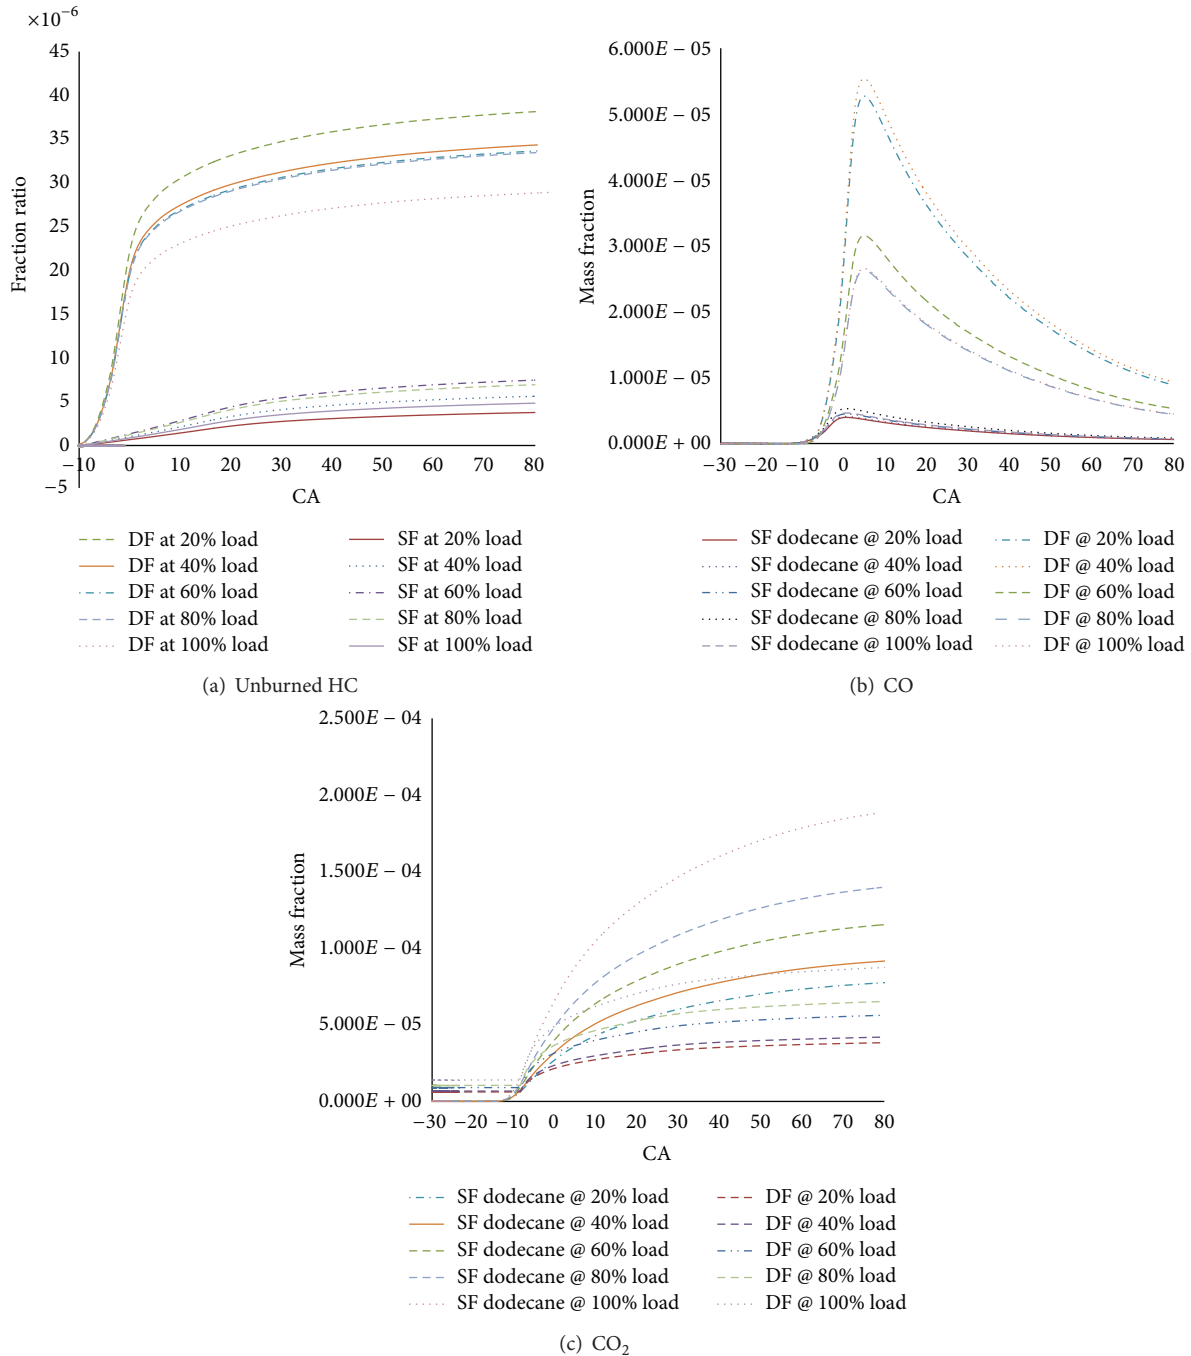 ×10⁻⁶
45
40
35
30
25
20
15
10
5
0
−5
Fraction ratio
−10 0 10 20 30 40 50 60 70 80
CA
DF at 20% load
DF at 40% load
DF at 60% load
DF at 80% load
DF at 100% load
SF at 20% load
SF at 40% load
SF at 60% load
SF at 80% load
SF at 100% load
(a) Unburned HC
6.000E − 05
5.000E − 05
4.000E − 05
3.000E − 05
2.000E − 05
1.000E − 05
0.000E + 00
Mass fraction
−30 −20 −10 0 10 20 30 40 50 60 70 80
CA
SF dodecane @ 20% load
SF dodecane @ 40% load
SF dodecane @ 60% load
SF dodecane @ 80% load
SF dodecane @ 100% load
DF @ 20% load
DF @ 40% load
DF @ 60% load
DF @ 80% load
DF @ 100% load
(b) CO
2.500E − 04
2.000E − 04
1.500E − 04
1.000E − 04
5.000E − 05
0.000E + 00
Mass fraction
−30 −20 −10 0 10 20 30 40 50 60 70 80
CA
SF dodecane @ 20% load
SF dodecane @ 40% load
SF dodecane @ 60% load
SF dodecane @ 80% load
SF dodecane @ 100% load
DF @ 20% load
DF @ 40% load
DF @ 60% load
DF @ 80% load
DF @ 100% load
(c) CO₂